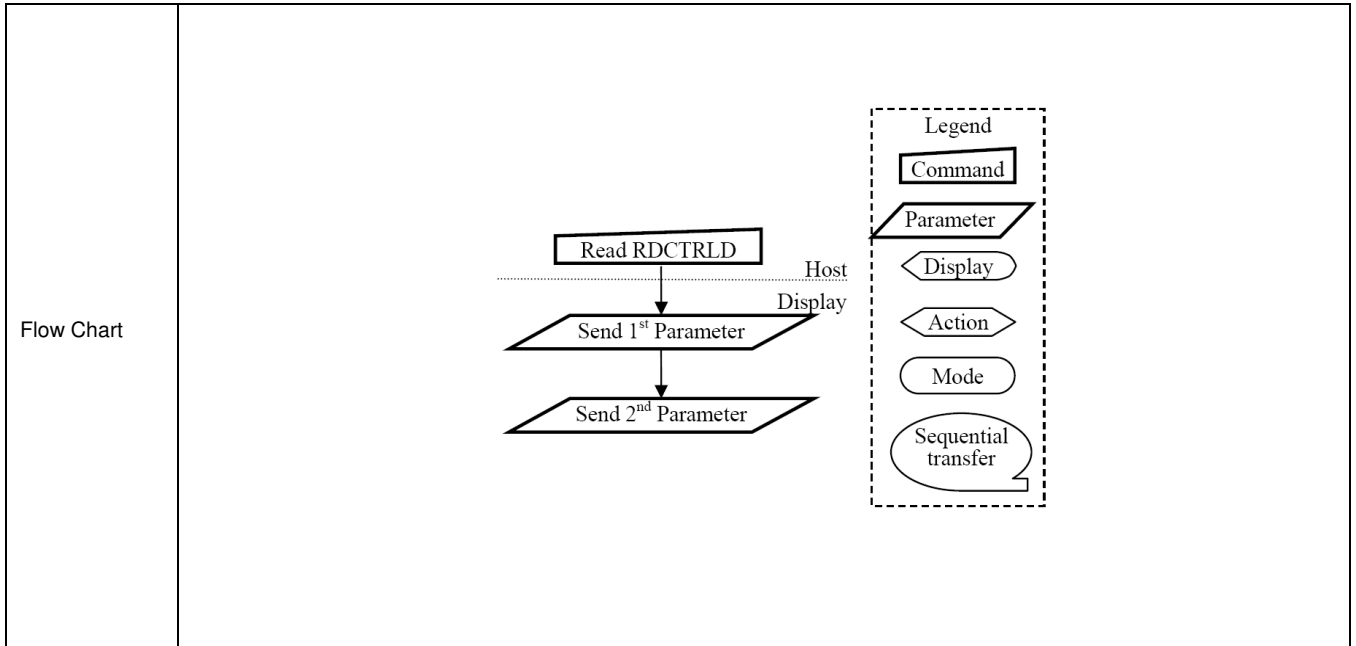 Flow Chart
Read RDCTRLD
Host
Display
Send 1st Parameter
Send 2nd Parameter
Legend
Command
Parameter
Display
Action
Mode
Sequential
transfer